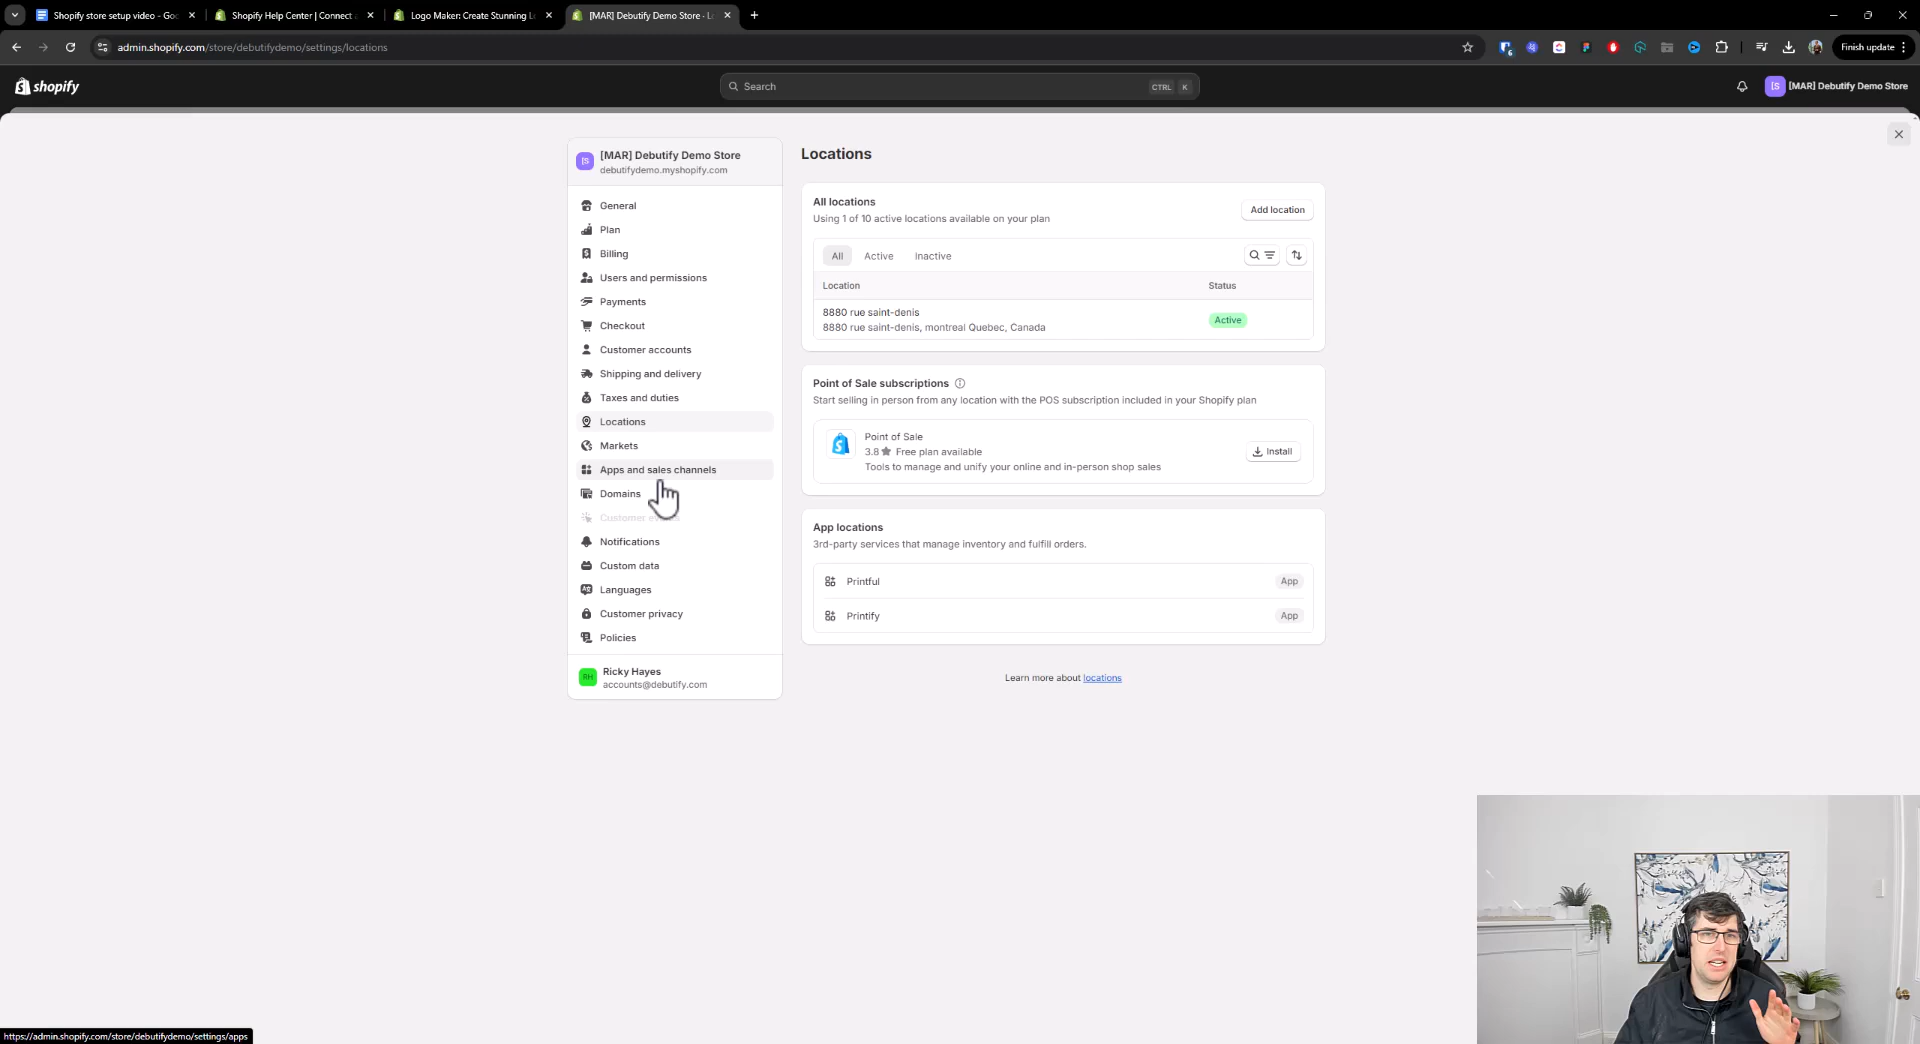 Shopify store setup video - Goo
Shopify Help Center | Connect a
Logo Maker: Create Stunning L
[MAR] Debutify Demo Store · L
admin.shopify.com/store/debutifydemo/settings/locations
6
Finish update
shopify
Search
CTRL K
[S
[MAR] Debutify Demo Store
[S
[MAR] Debutify Demo Store
debutifydemo.myshopify.com
General
Plan
Billing
Users and permissions
Payments
Checkout
Customer accounts
Shipping and delivery
Taxes and duties
Locations
Markets
Apps and sales channels
Domains
Customer events
Notifications
Custom data
Languages
Customer privacy
Policies
RH
Ricky Hayes
accounts@debutify.com
Locations
All locations
Using 1 of 10 active locations available on your plan
Add location
All Active Inactive
Location Status
8880 rue saint-denis
8880 rue saint-denis, montreal Quebec, Canada
Active
Point of Sale subscriptions
Start selling in person from any location with the POS subscription included in your Shopify plan
Point of Sale
3.8 Free plan available
Tools to manage and unify your online and in-person shop sales
Install
App locations
3rd-party services that manage inventory and fulfill orders.
Printful App
Printify App
Learn more about locations
https://admin.shopify.com/store/debutifydemo/settings/apps